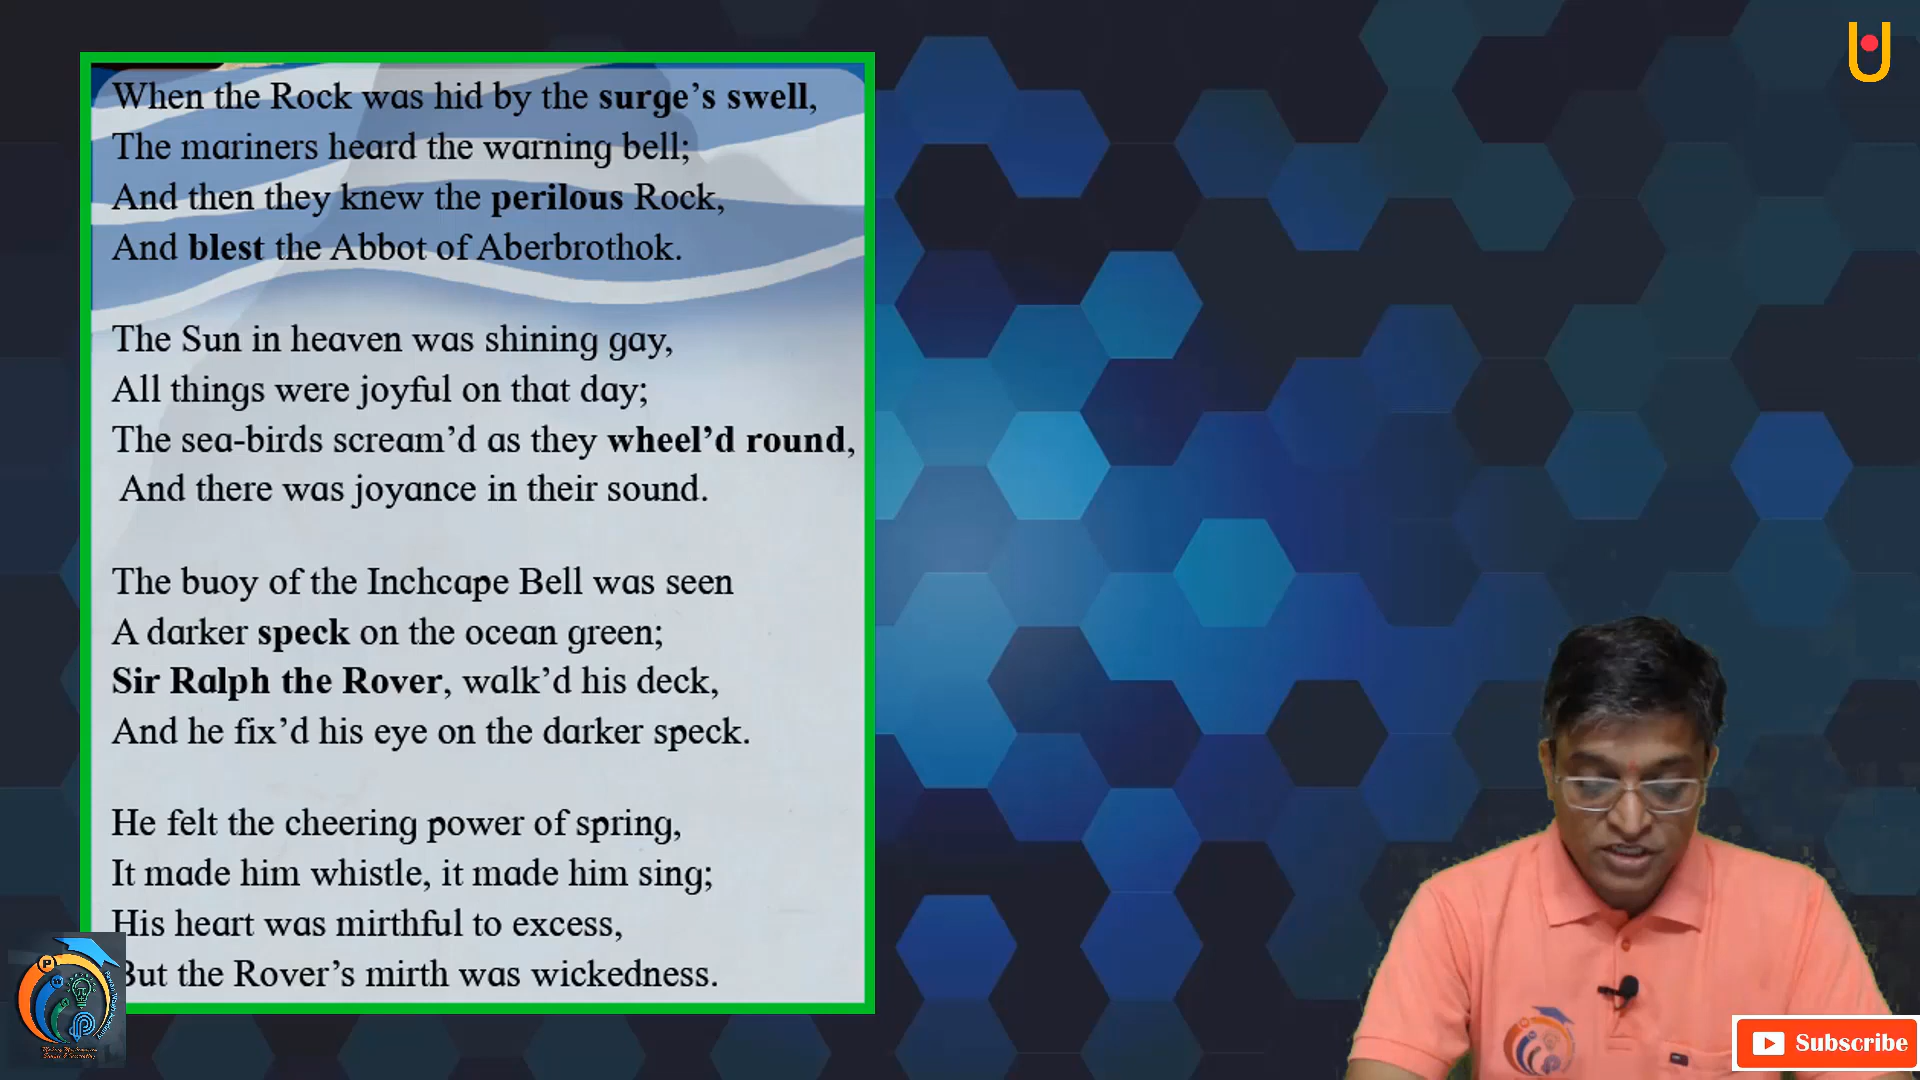 When the Rock was hid by the surge's swell,
The mariners heard the warning bell;
And then they knew the perilous Rock,
And blest the Abbot of Aberbrothok.
The Sun in heaven was shining gay,
All things were joyful on that day;
The sea-birds scream'd as they wheel'd round,
And there was joyance in their sound.
The buoy of the Inchcape Bell was seen
A darker speck on the ocean green;
Sir Ralph the Rover, walk'd his deck,
And he fix'd his eye on the darker speck.
He felt the cheering power of spring,
It made him whistle, it made him sing;
His heart was mirthful to excess,
But the Rover's mirth was wickedness.
Subscribe